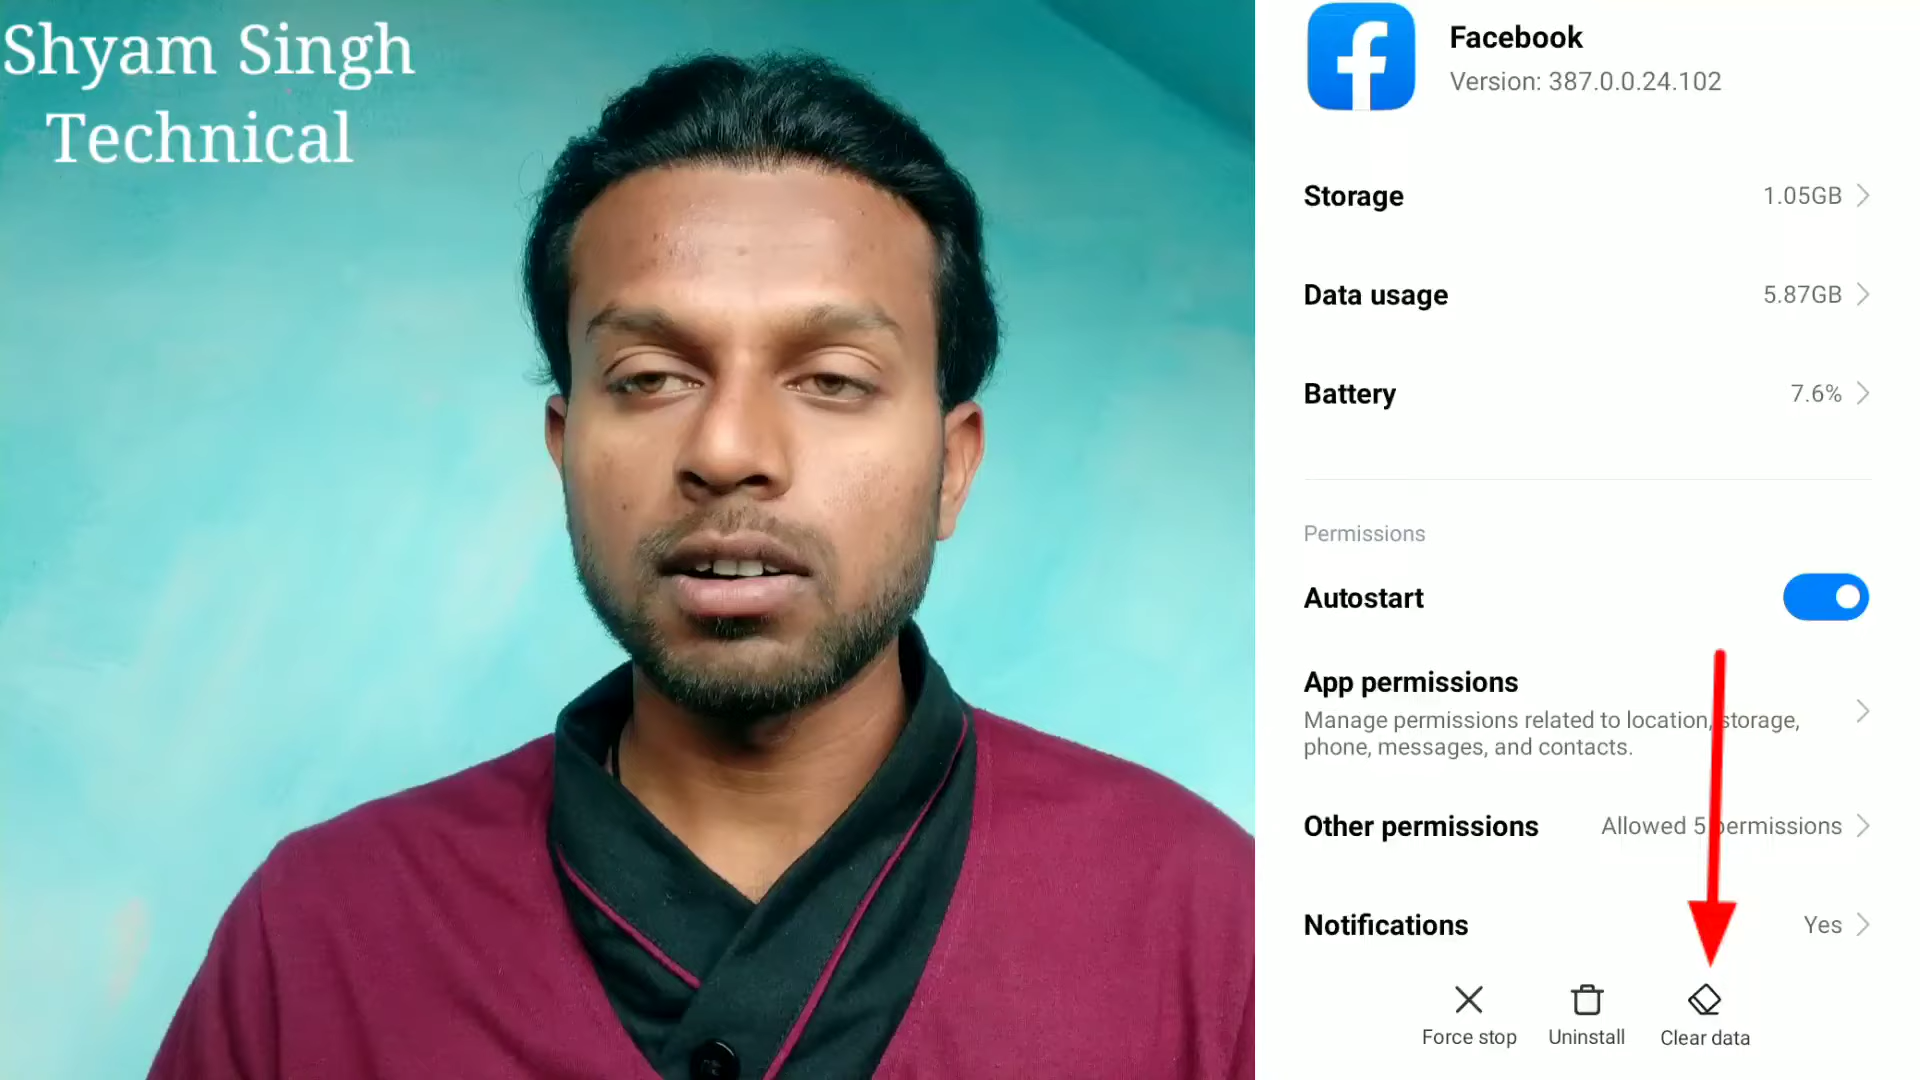 Shyam Singh
Technical
Facebook
Version: 387.0.0.24.102
Storage 1.05GB
Data usage 5.87GB
Battery 7.6%
Permissions
Autostart
App permissions
Manage permissions related to location, storage,
phone, messages, and contacts.
Other permissions Allowed 5 permissions
Notifications Yes
Force stop Uninstall Clear data